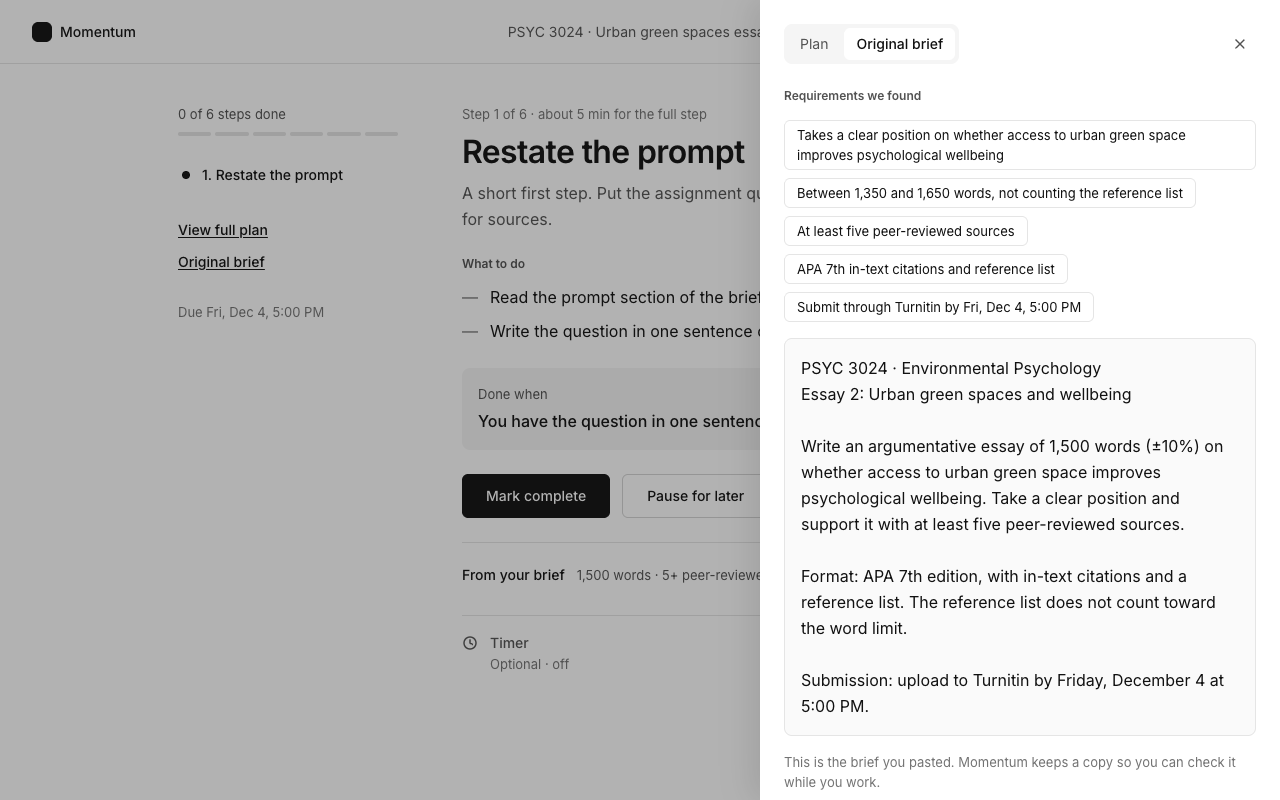 Momentum
PSYC 3024 · Urban green spaces
0 of 6 steps done
1. Restate the prompt
View full plan
Original brief
Due Fri, Dec 4, 5:00 PM
Step 1 of 6 · about 5 min for the full step
Restate the prompt
A short first step. Put the assignment
for sources.
What to do
— Read the prompt section of the brief
— Write the question in one sentence
Done when
You have the question in one
Mark complete
Pause for later
From your brief 1,500 words · 5+
Timer
Optional · off
Plan
Original brief
Requirements we found
Takes a clear position on whether access to urban green space
improves psychological wellbeing
Between 1,350 and 1,650 words, not counting the reference list
At least five peer-reviewed sources
APA 7th in-text citations and reference list
Submit through Turnitin by Fri, Dec 4, 5:00 PM
PSYC 3024 · Environmental Psychology
Essay 2: Urban green spaces and wellbeing
Write an argumentative essay of 1,500 words (±10%) on
whether access to urban green space improves
psychological wellbeing. Take a clear position and
support it with at least five peer-reviewed sources.
Format: APA 7th edition, with in-text citations and a
reference list. The reference list does not count toward
the word limit.
Submission: upload to Turnitin by Friday, December 4 at
5:00 PM.
This is the brief you pasted. Momentum keeps a copy so you can check it
while you work.